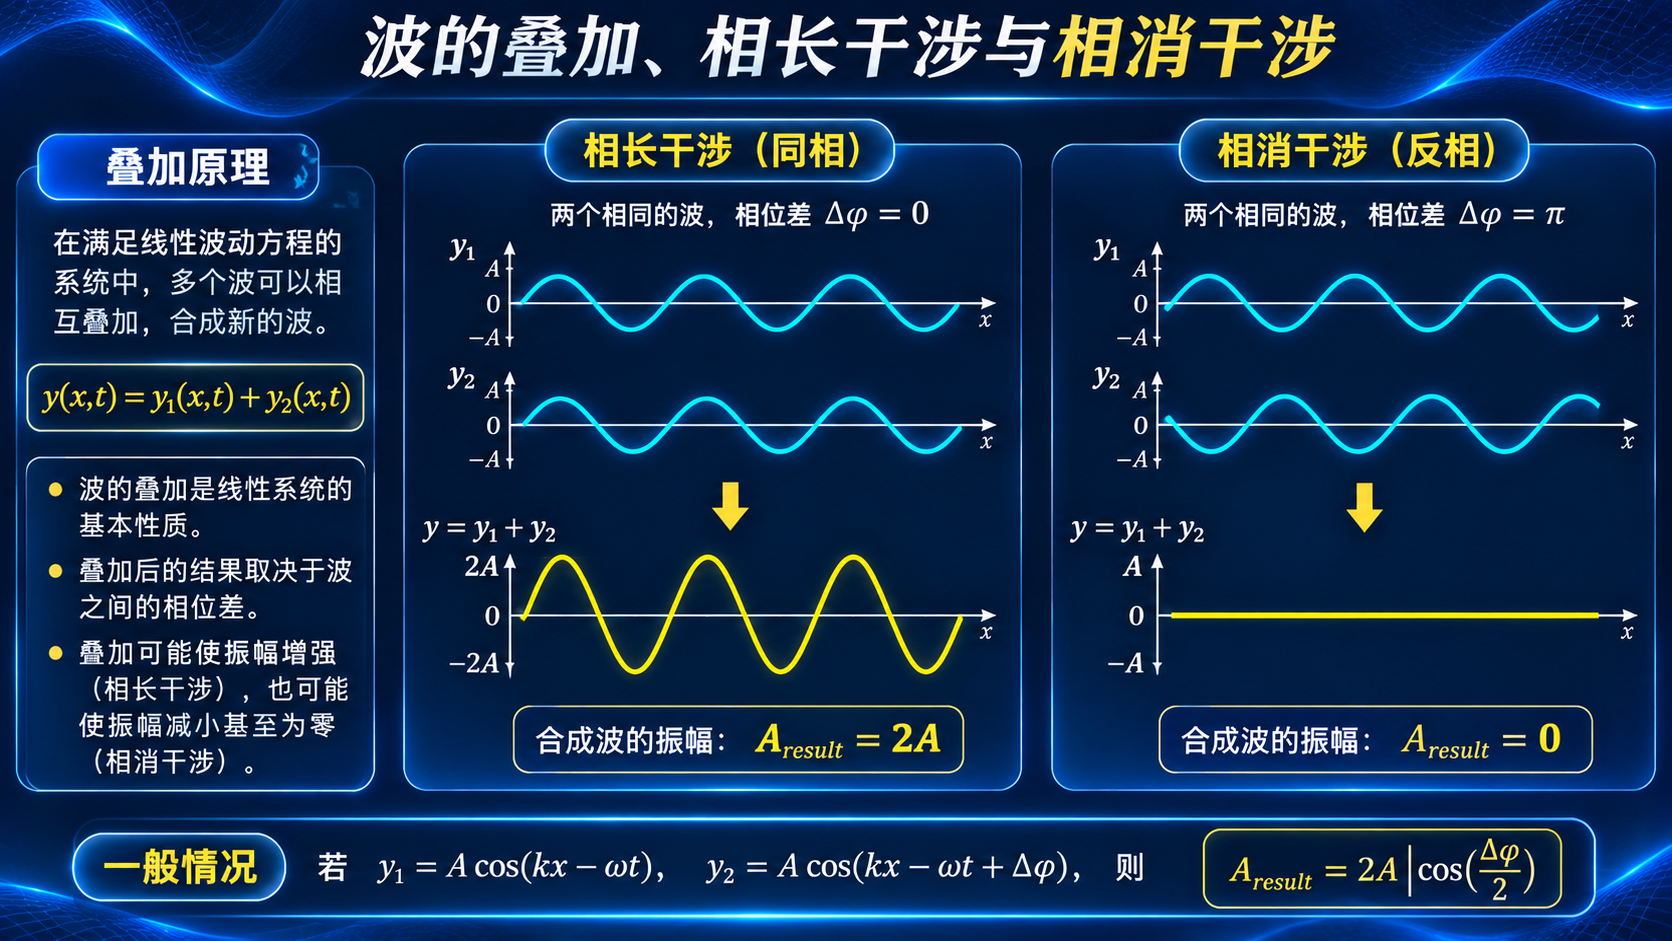 波的叠加、相长干涉与相消干涉
叠加原理
在满足线性波动方程的
系统中，多个波可以相
互叠加，合成新的波。
y(x,t) = y₁(x,t) + y₂(x,t)
波的叠加是线性系统的
基本性质。
叠加后的结果取决于波
之间的相位差。
叠加可能使振幅增强
（相长干涉），也可能
使振幅减小基至为零
（相消干涉）。
相长干涉（同相）
两个相同的波，相位差 Δφ = 0
y₁
A
0
−A
x
y₂
A
0
−A
x
y = y₁ + y₂
2A
0
−2A
x
合成波的振幅： A_result = 2A
相消干涉（反相）
两个相同的波，相位差 Δφ = π
y₁
A
0
−A
x
y₂
A
0
−A
x
y = y₁ + y₂
A
0
−A
x
合成波的振幅： A_result = 0
一般情况
若 y₁ = A cos(kx − ωt)， y₂ = A cos(kx − ωt + Δφ)， 则
A_result = 2A |cos(Δφ/2)